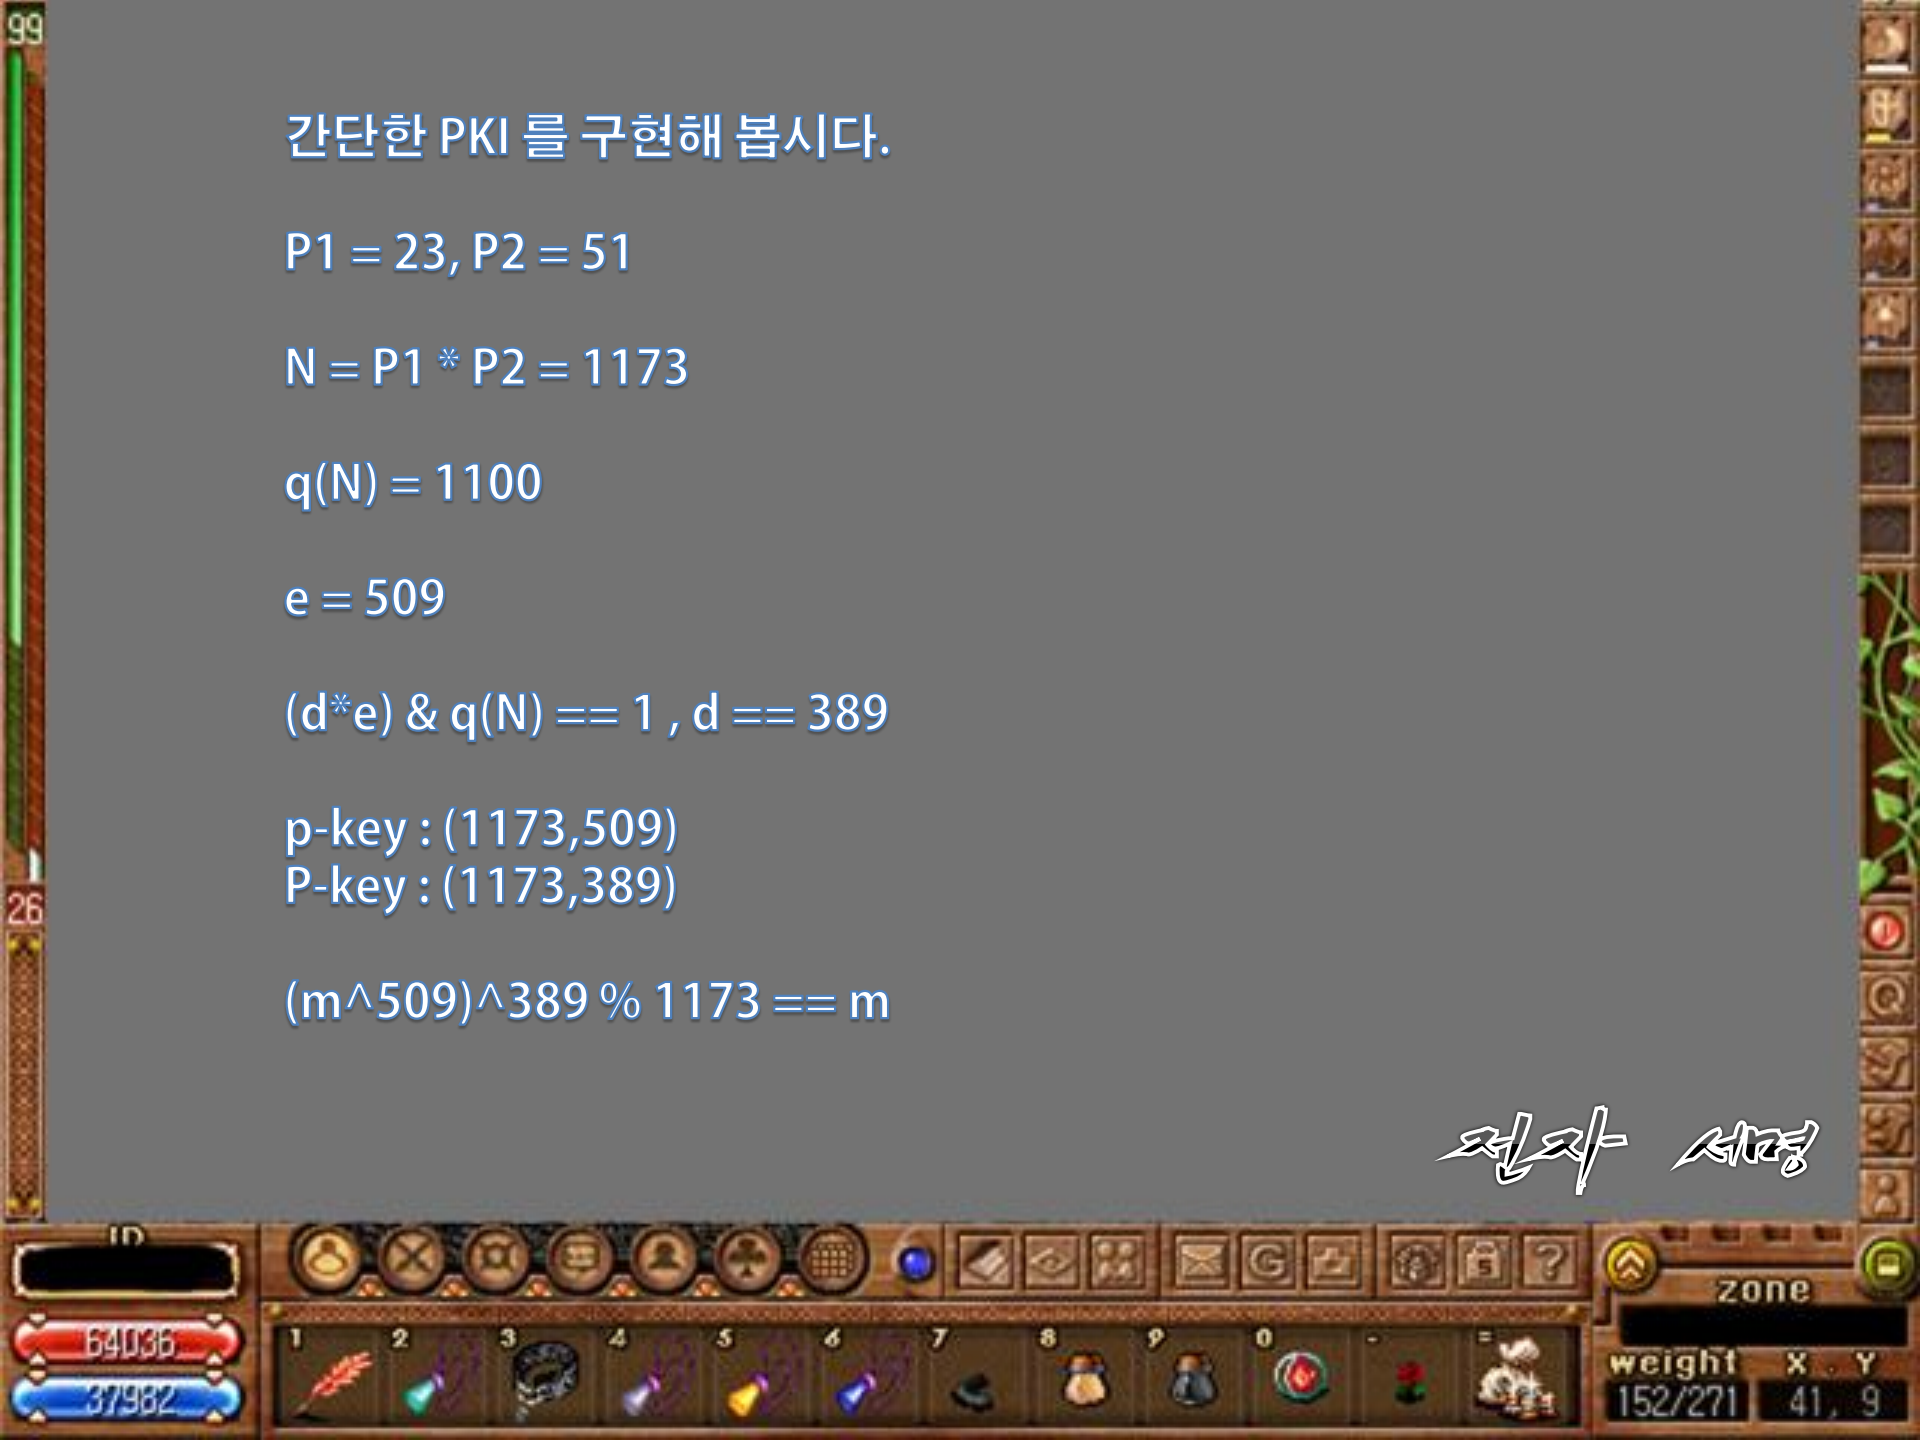 99
간단한 PKI 를 구현해 봅시다.
P1 = 23, P2 = 51
N = P1 * P2 = 1173
q(N) = 1100
e = 509
(d*e) & q(N) == 1 , d == 389
p-key : (1173,509)
P-key : (1173,389)
26
(m^509)^389 % 1173 == m
전자 서명
ID
G
5
?
Q
zone
64036
1 2 3 4 5 6 7 8 9 0 - =
weight X . Y
37982
152/271 41, 9